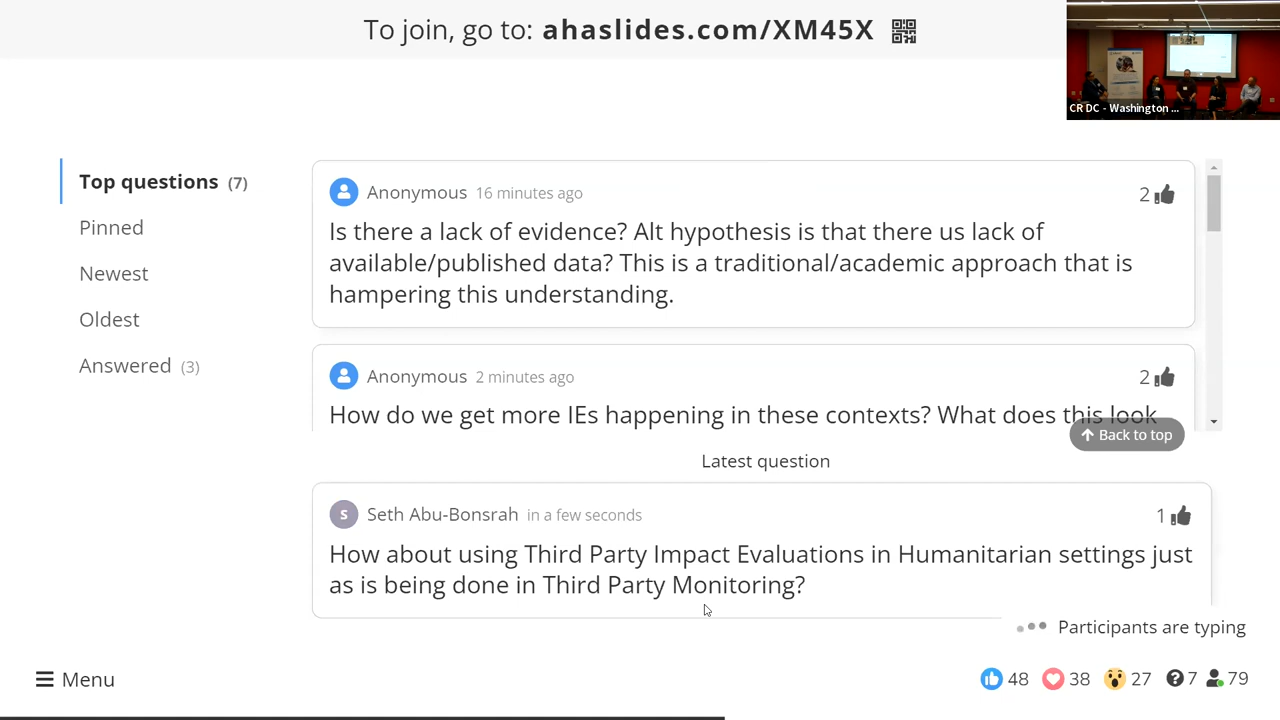 To join, go to: ahaslides.com/XM45X
CR DC - Washington ...
Top questions (7)
Pinned
Newest
Oldest
Answered (3)
Anonymous 16 minutes ago
2
Is there a lack of evidence? Alt hypothesis is that there us lack of
available/published data? This is a traditional/academic approach that is
hampering this understanding.
Anonymous 2 minutes ago
2
How do we get more IEs happening in these contexts? What does this look
Back to top
Latest question
S
Seth Abu-Bonsrah in a few seconds
1
How about using Third Party Impact Evaluations in Humanitarian settings just
as is being done in Third Party Monitoring?
Participants are typing
Menu
48 38 27 7 79